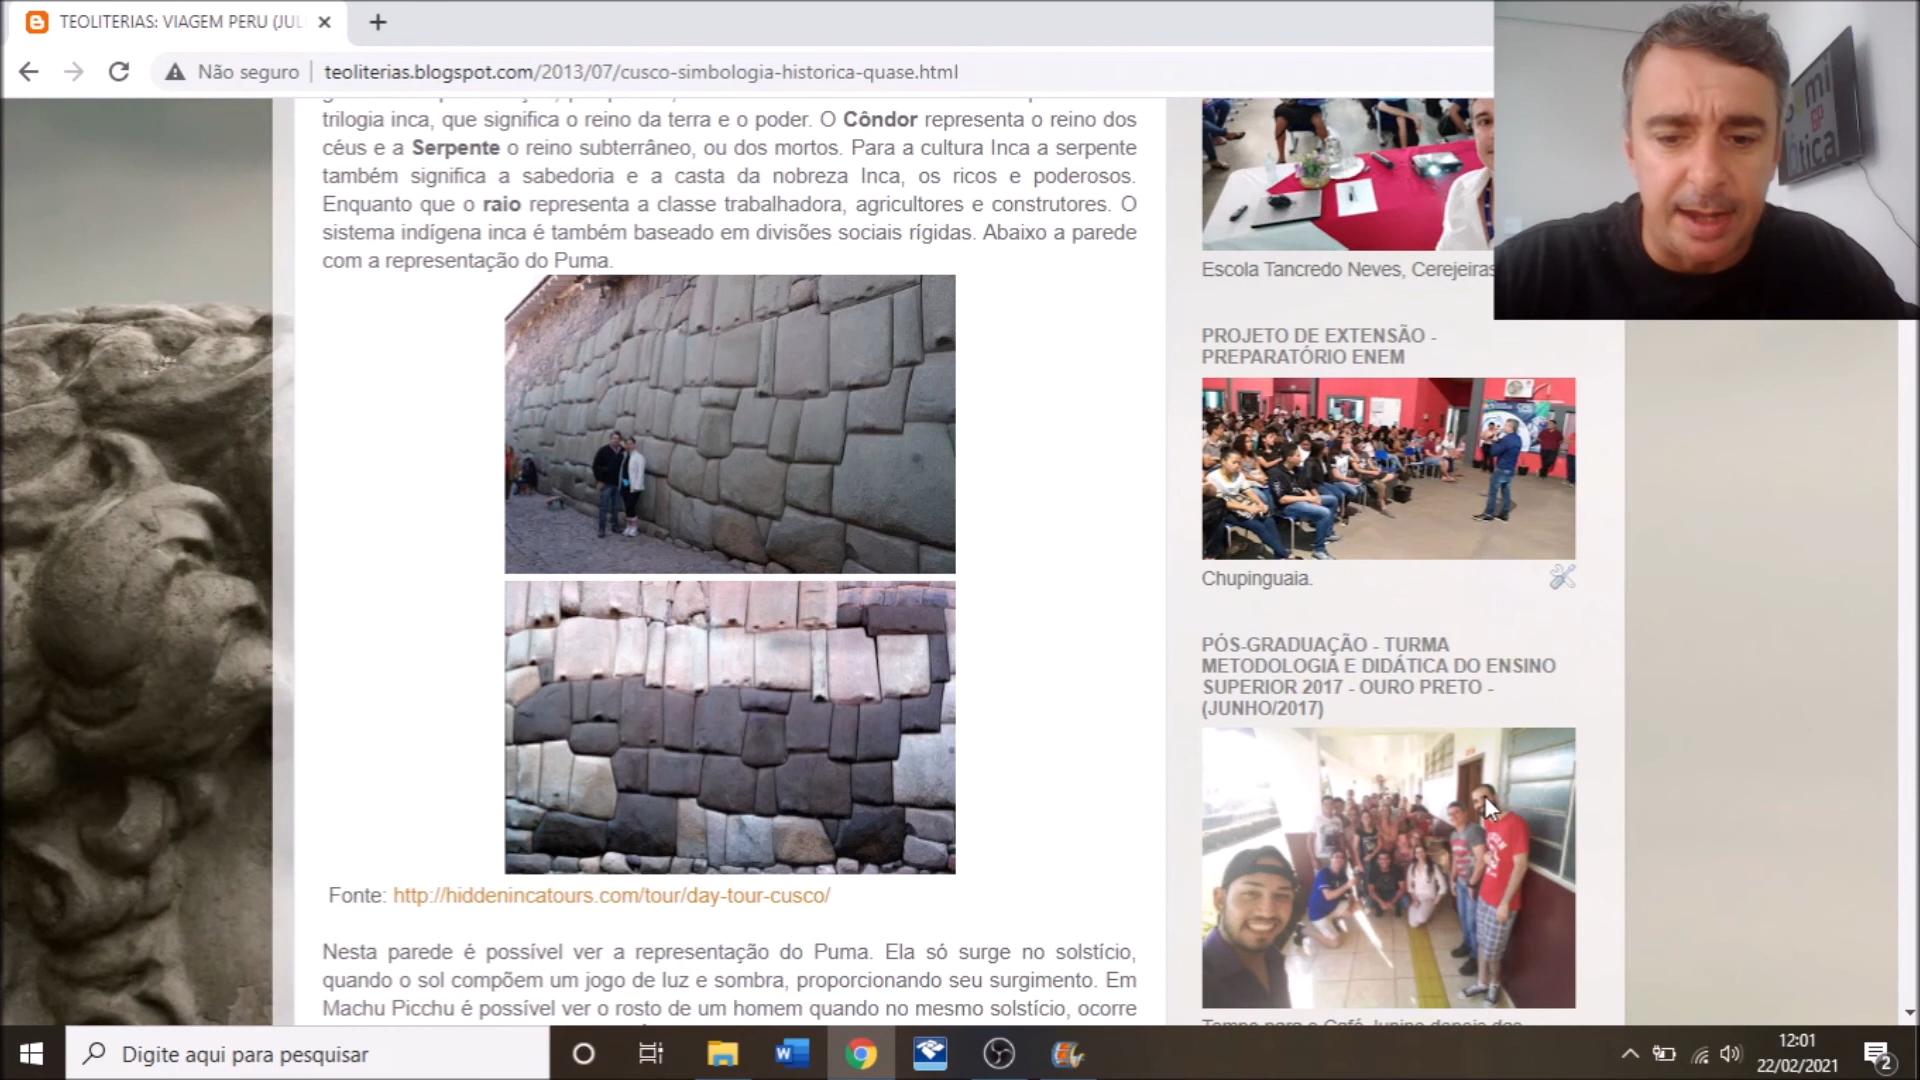 TEOLITERIAS: VIAGEM PERU (JUL
Não seguro
teoliterias.blogspot.com/2013/07/cusco-simbologia-historica-quase.html
trilogia inca, que significa o reino da terra e o poder. O Côndor representa o reino dos
céus e a Serpente o reino subterrâneo, ou dos mortos. Para a cultura Inca a serpente
também significa a sabedoria e a casta da nobreza Inca, os ricos e poderosos.
Enquanto que o raio representa a classe trabalhadora, agricultores e construtores. O
sistema indígena inca é também baseado em divisões sociais rígidas. Abaixo a parede
com a representação do Puma.
Fonte: http://hiddenincatours.com/tour/day-tour-cusco/
Nesta parede é possível ver a representação do Puma. Ela só surge no solstício,
quando o sol compõem um jogo de luz e sombra, proporcionando seu surgimento. Em
Machu Picchu é possível ver o rosto de um homem quando no mesmo solstício, ocorre
Escola Tancredo Neves, Cerejeiras
PROJETO DE EXTENSÃO -
PREPARATÓRIO ENEM
Chupinguaia.
PÓS-GRADUAÇÃO - TURMA
METODOLOGIA E DIDÁTICA DO ENSINO
SUPERIOR 2017 - OURO PRETO -
(JUNHO/2017)
Digite aqui para pesquisar
12:01
22/02/2021
2